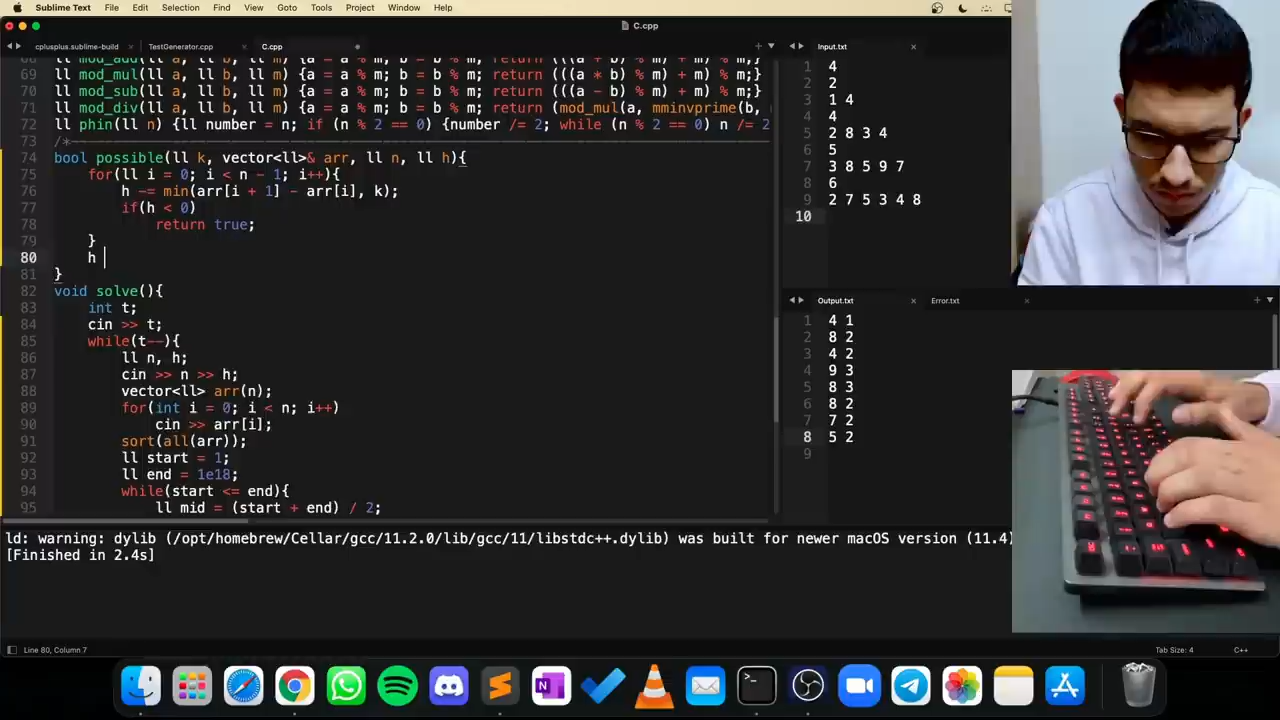 Sublime Text File Edit Selection Find View Goto Tools Project Window Help
C.cpp
cplusplus.sublime-build TestGenerator.cpp C.cpp
69 ll mod_mul(ll a, ll b, ll m) {a = a % m; b = b % m; return (((a * b) % m) + m) % m;}
70 ll mod_sub(ll a, ll b, ll m) {a = a % m; b = b % m; return (((a - b) % m) + m) % m;}
71 ll mod_div(ll a, ll b, ll m) {a = a % m; b = b % m; return (mod_mul(a, mminvprime(b,
72 ll phin(ll n) {ll number = n; if (n % 2 == 0) {number /= 2; while (n % 2 == 0) n /= 2
73 /*
74 bool possible(ll k, vector<ll>& arr, ll n, ll h){
75 for(ll i = 0; i < n - 1; i++){
76 h -= min(arr[i + 1] - arr[i], k);
77 if(h < 0)
78 return true;
79 }
80 h
81 }
82 void solve(){
83 int t;
84 cin >> t;
85 while(t--){
86 ll n, h;
87 cin >> n >> h;
88 vector<ll> arr(n);
89 for(int i = 0; i < n; i++)
90 cin >> arr[i];
91 sort(all(arr));
92 ll start = 1;
93 ll end = 1e18;
94 while(start <= end){
95 ll mid = (start + end) / 2;
Input.txt
1 4
2 2
3 1 4
4 4
5 2 8 3 4
6 5
7 3 8 5 9 7
8 6
9 2 7 5 3 4 8
10
Output.txt Error.txt
1 4 1
2 8 2
3 4 2
4 9 3
5 8 3
6 8 2
7 7 2
8 5 2
9
ld: warning: dylib (/opt/homebrew/Cellar/gcc/11.2.0/lib/gcc/11/libstdc++.dylib) was built for newer macOS version (11.4)
[Finished in 2.4s]
Line 80, Column 7 Tab Size: 4 C++